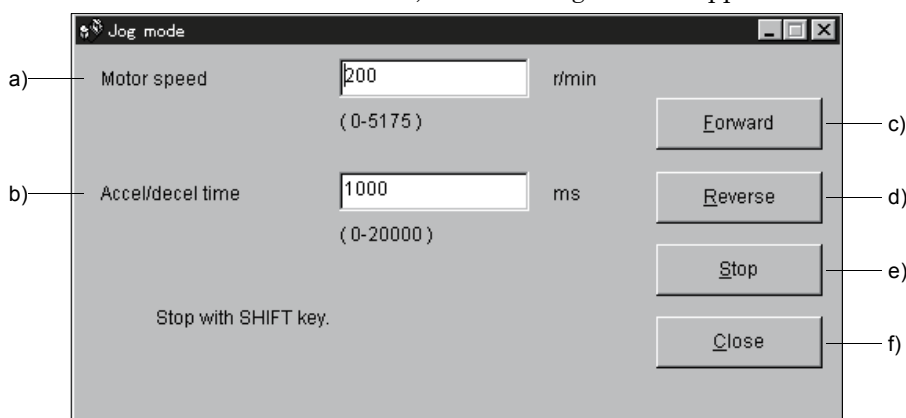 Jog mode
a) Motor speed 200 r/min
(0-5175)
Forward c)
b) Accel/decel time 1000 ms
Reverse d)
(0-20000)
Stop e)
Stop with SHIFT key.
Close f)